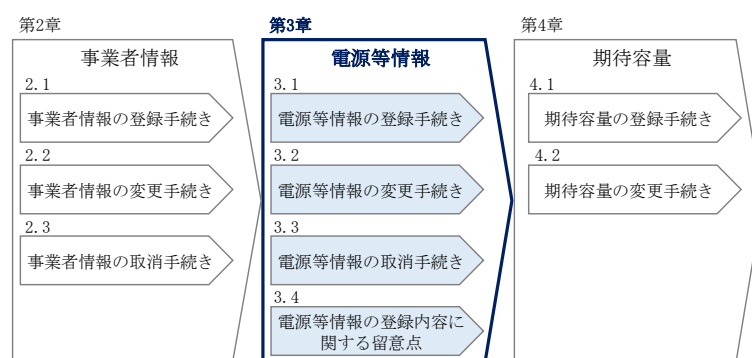 第2章
事業者情報
2.1
事業者情報の登録手続き
2.2
事業者情報の変更手続き
2.3
事業者情報の取消手続き
第3章
電源等情報
3.1
電源等情報の登録手続き
3.2
電源等情報の変更手続き
3.3
電源等情報の取消手続き
3.4
電源等情報の登録内容に
関する留意点
第4章
期待容量
4.1
期待容量の登録手続き
4.2
期待容量の変更手続き